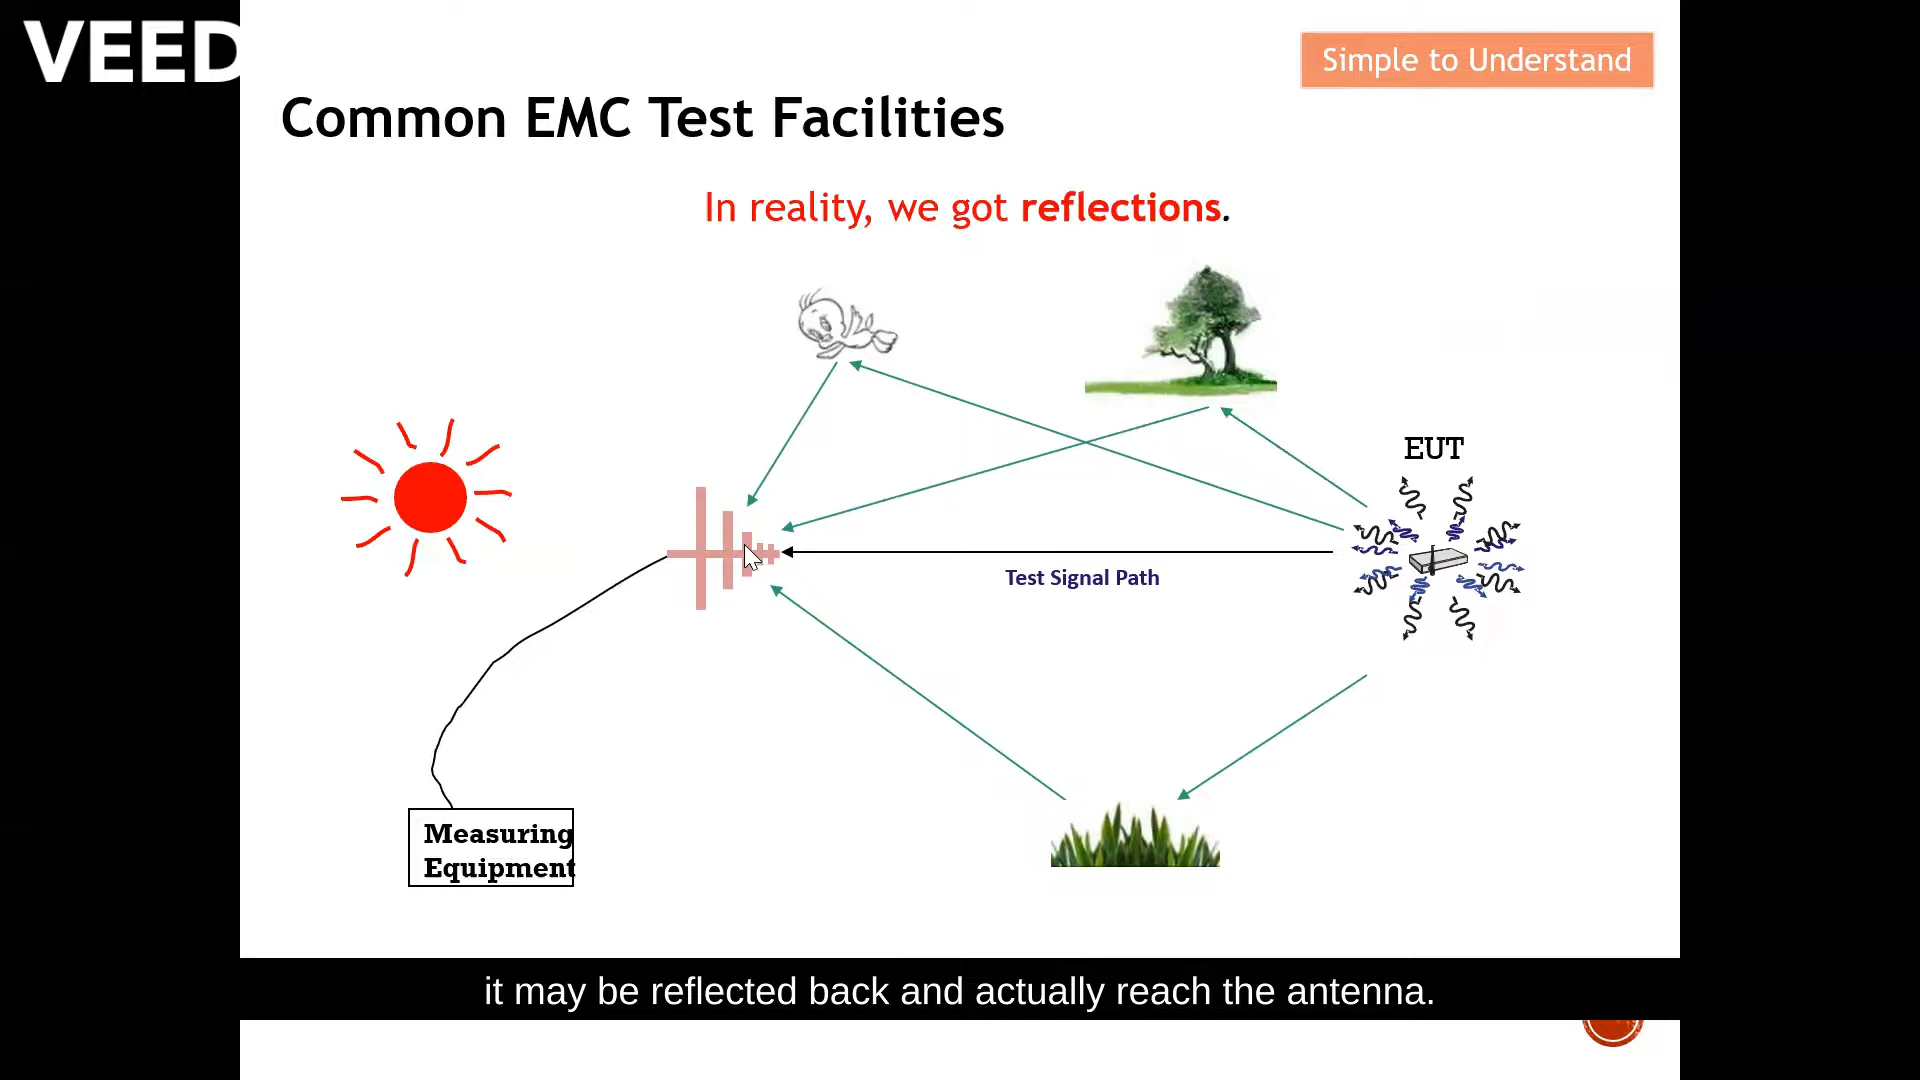 VEED
Simple to Understand
Common EMC Test Facilities
In reality, we got reflections.
EUT
Test Signal Path
Measuring
Equipment
it may be reflected back and actually reach the antenna.